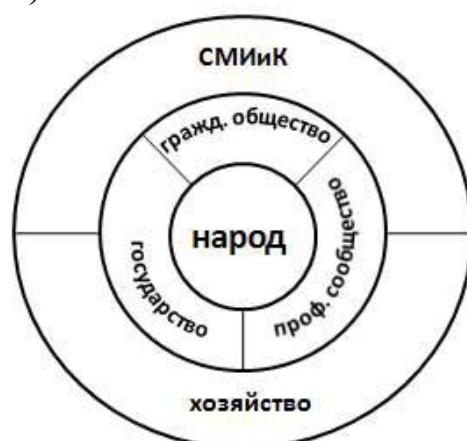 )
СМИиК
гражд. общество
народ
государство
проф. сообщество
хозяйство